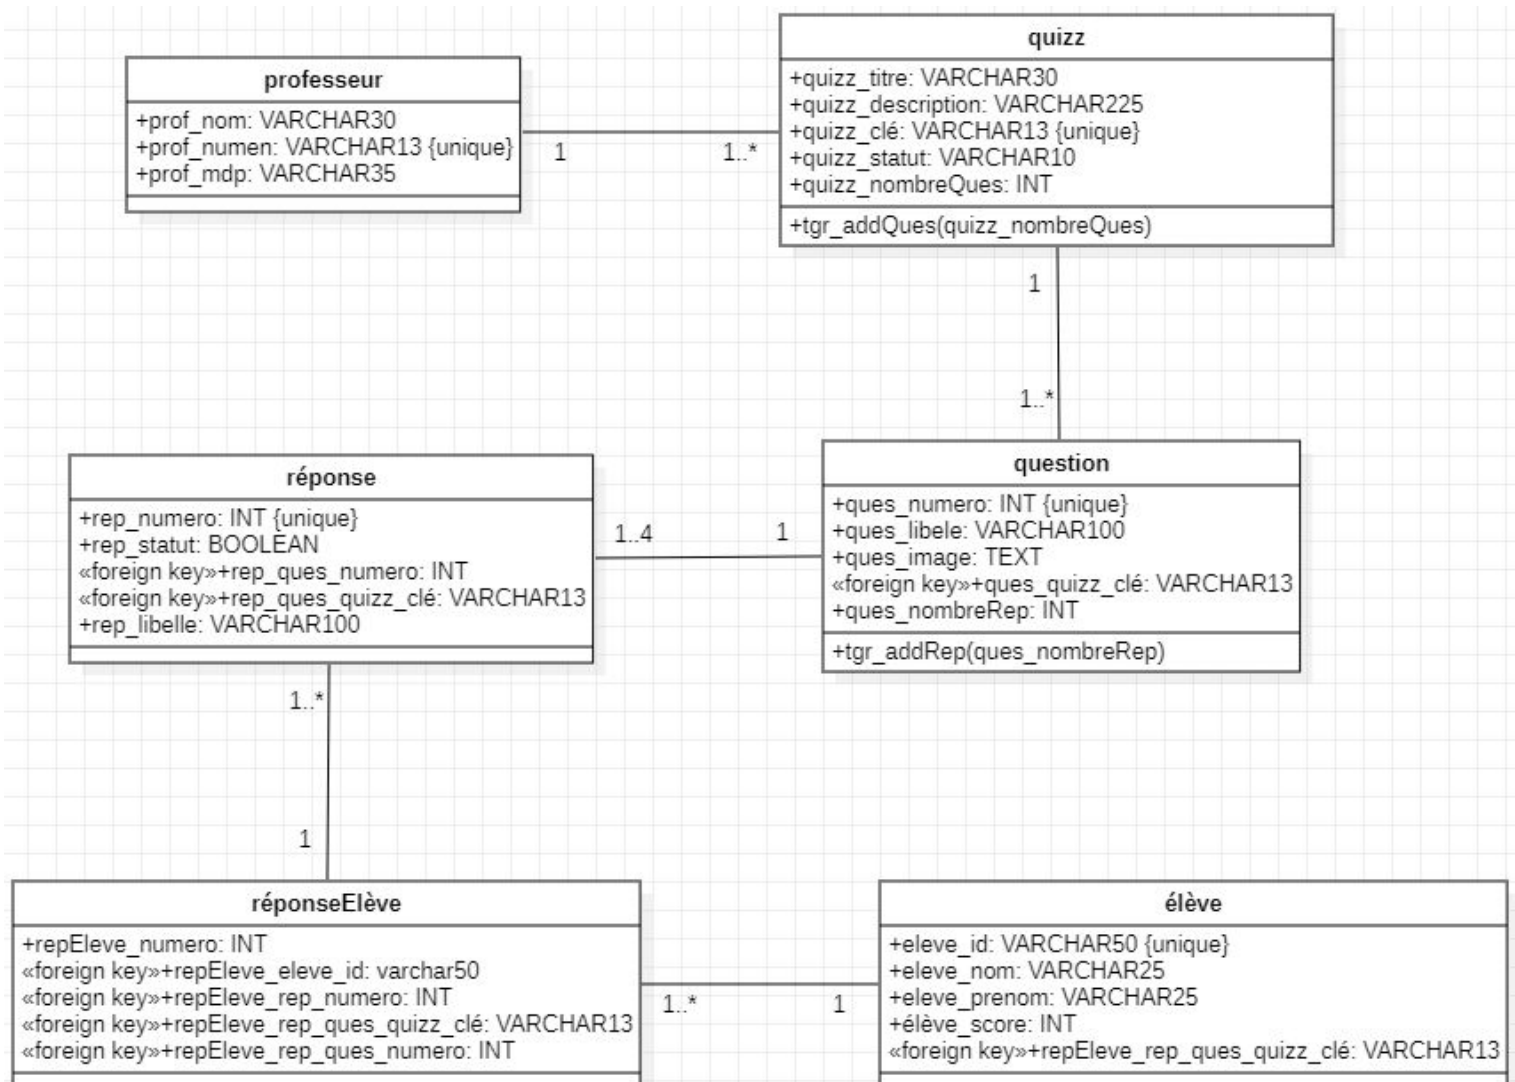 professeur
+prof_nom: VARCHAR30
+prof_numen: VARCHAR13 {unique}
+prof_mdp: VARCHAR35
1
1..*
quizz
+quizz_titre: VARCHAR30
+quizz_description: VARCHAR225
+quizz_clé: VARCHAR13 {unique}
+quizz_statut: VARCHAR10
+quizz_nombreQues: INT
+tgr_addQues(quizz_nombreQues)
1
1..*
réponse
+rep_numero: INT {unique}
+rep_statut: BOOLEAN
«foreign key»+rep_ques_numero: INT
«foreign key»+rep_ques_quizz_clé: VARCHAR13
+rep_libelle: VARCHAR100
1..4
1
question
+ques_numero: INT {unique}
+ques_libele: VARCHAR100
+ques_image: TEXT
«foreign key»+ques_quizz_clé: VARCHAR13
+ques_nombreRep: INT
+tgr_addRep(ques_nombreRep)
1..*
1
réponseElève
+repEleve_numero: INT
«foreign key»+repEleve_eleve_id: varchar50
«foreign key»+repEleve_rep_numero: INT
«foreign key»+repEleve_rep_ques_quizz_clé: VARCHAR13
«foreign key»+repEleve_rep_ques_numero: INT
1..*
1
élève
+eleve_id: VARCHAR50 {unique}
+eleve_nom: VARCHAR25
+eleve_prenom: VARCHAR25
+élève_score: INT
«foreign key»+repEleve_rep_ques_quizz_clé: VARCHAR13